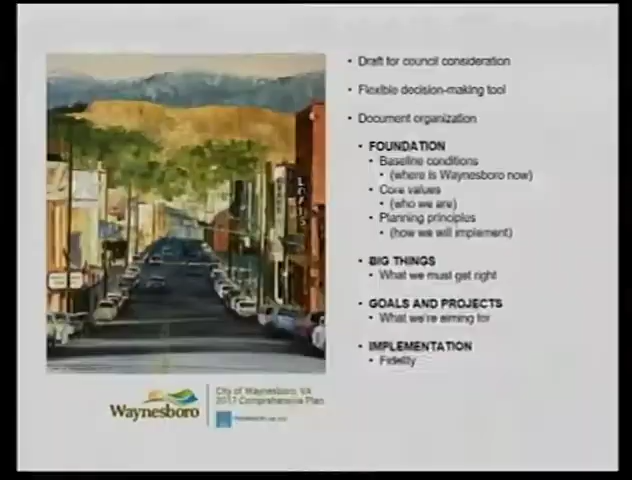 • Draft for council consideration
• Flexible decision-making tool
• Document organization
• FOUNDATION
• Baseline conditions
• (where is Waynesboro now)
• Core values
• (who we are)
• Planning principles
• (how we will implement)
• BIG THINGS
• What we must get right
• GOALS AND PROJECTS
• What we're aiming for
• IMPLEMENTATION
• Fidelity
LOFTS
Waynesboro
City of Waynesboro, VA
2017 Comprehensive Plan